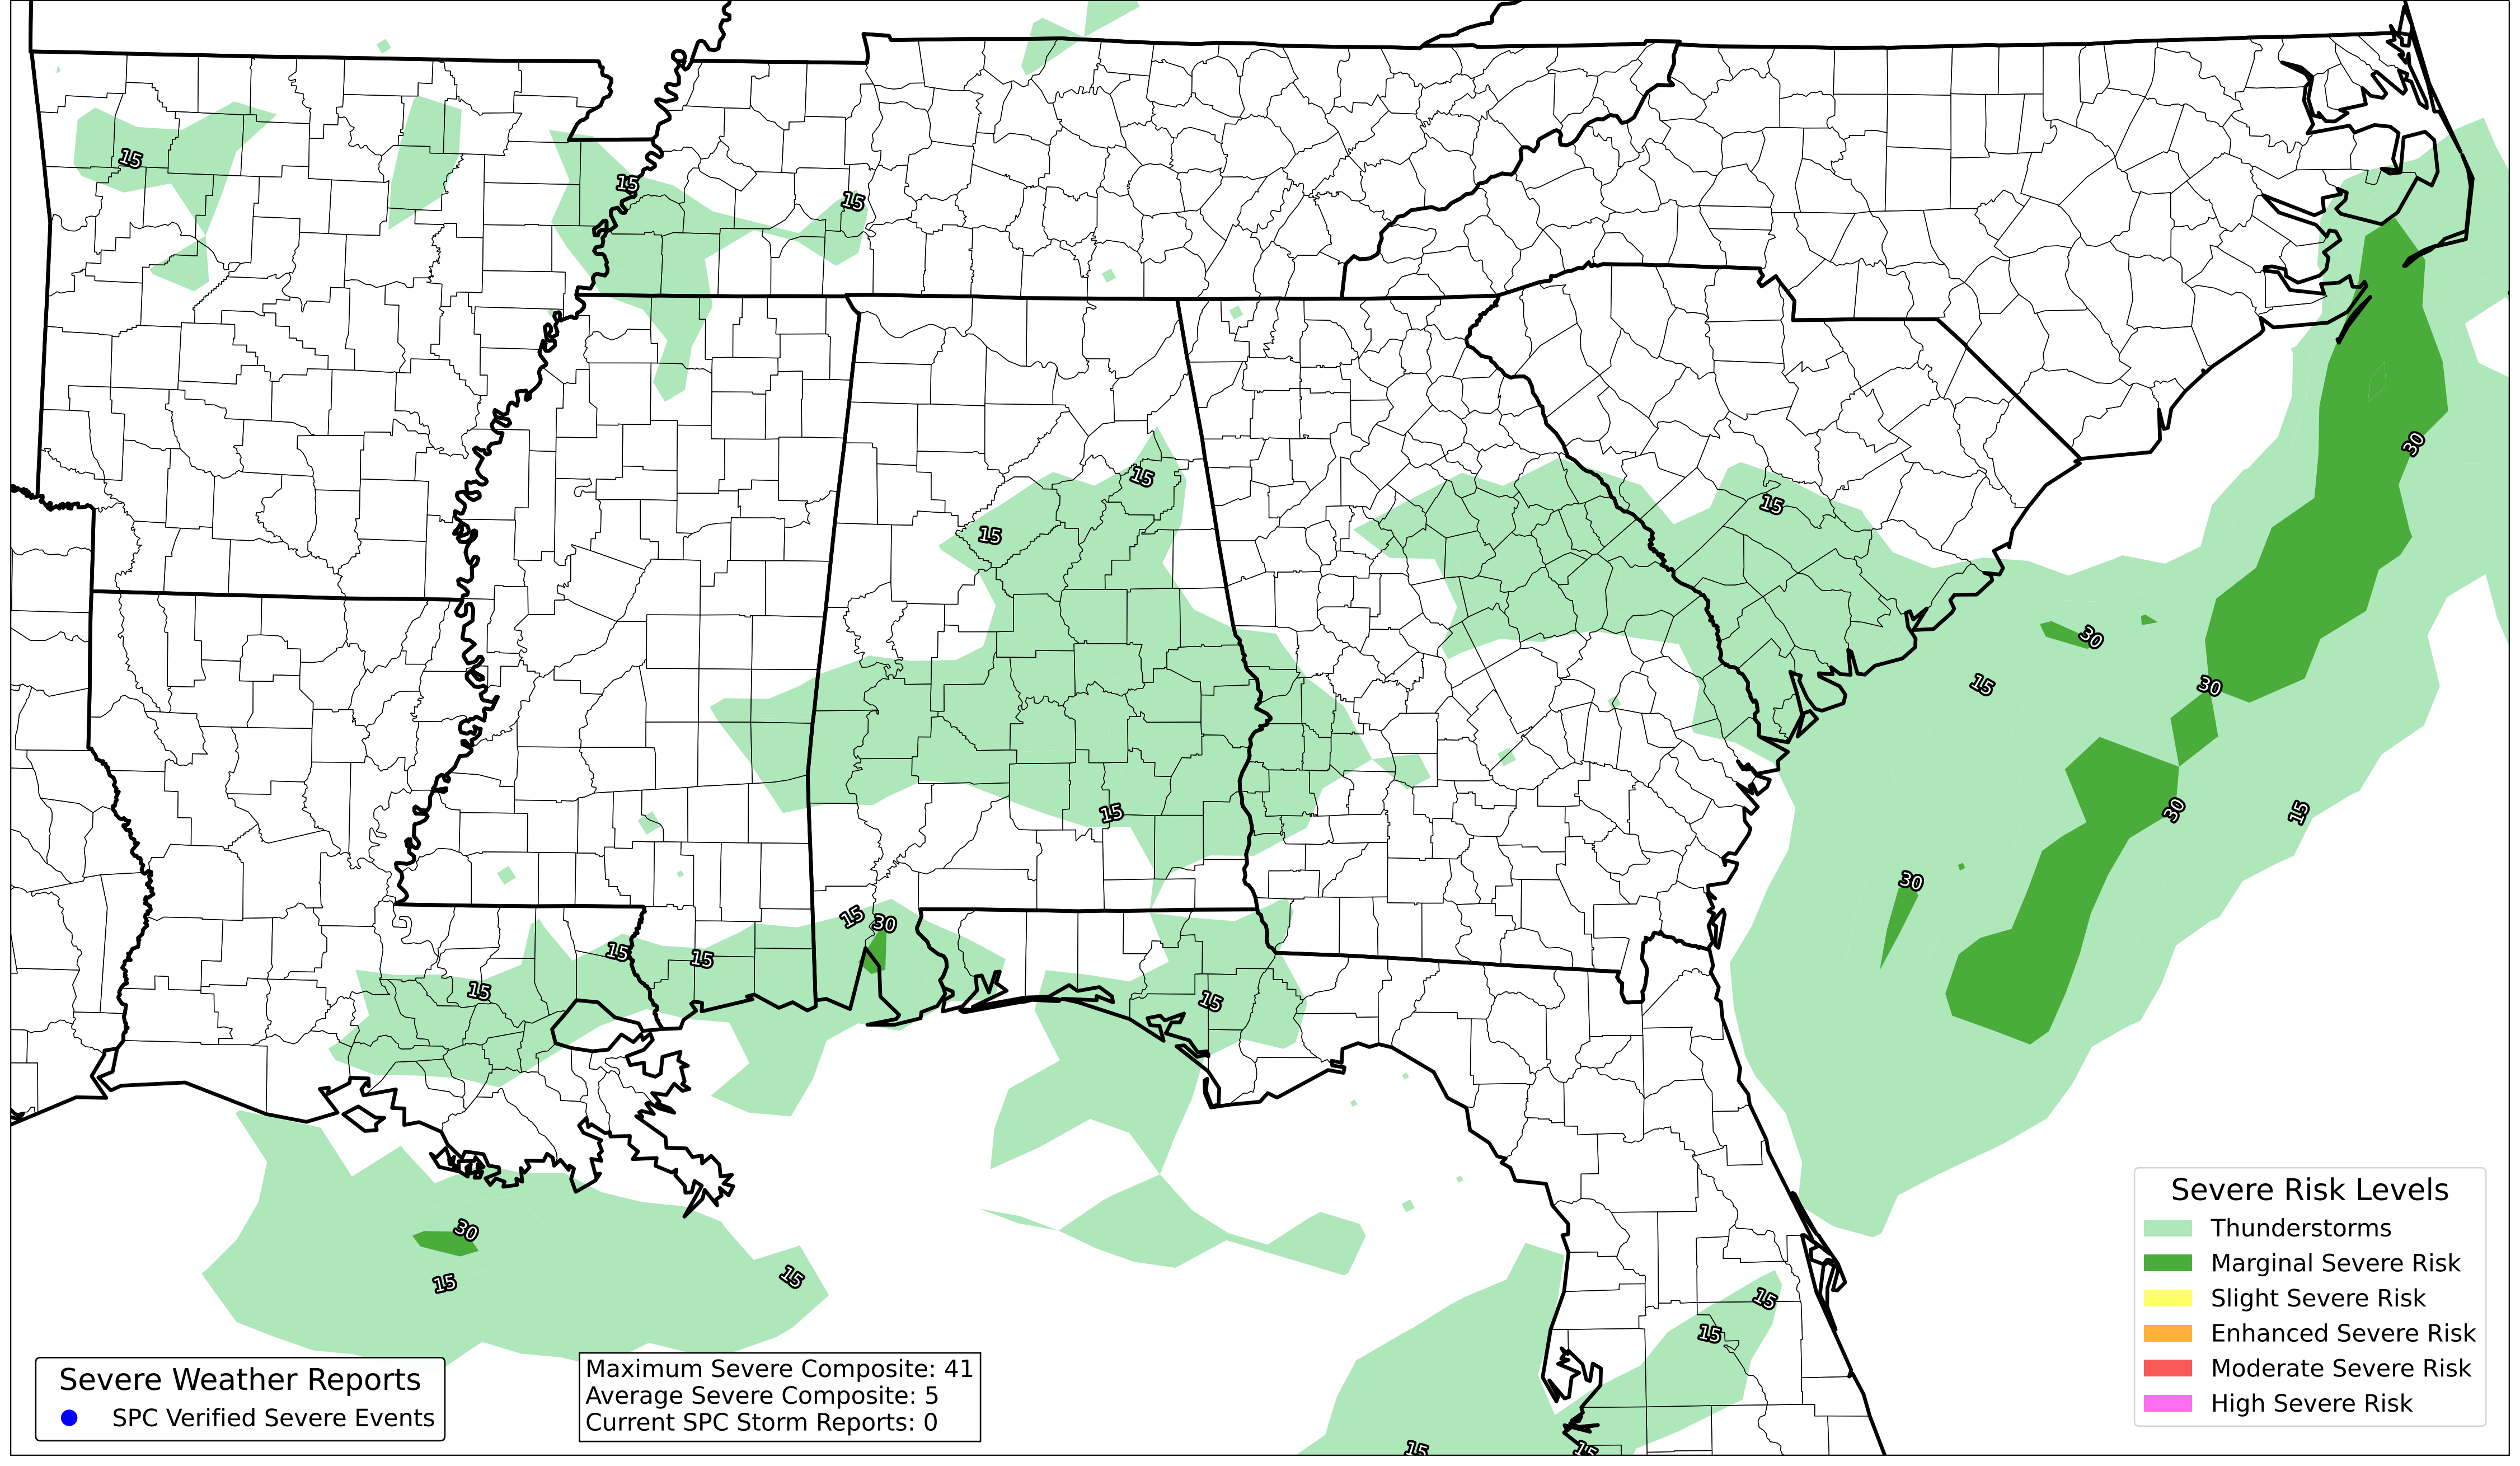 15
15
15
30
15
15
15
30
30
15
15
30
15
30
30
15
30
15
15
15
15
30
15
15
15
15
15
15
Severe Risk Levels
Thunderstorms
Marginal Severe Risk
Slight Severe Risk
Enhanced Severe Risk
Moderate Severe Risk
High Severe Risk
Severe Weather Reports
SPC Verified Severe Events
Maximum Severe Composite: 41
Average Severe Composite: 5
Current SPC Storm Reports: 0